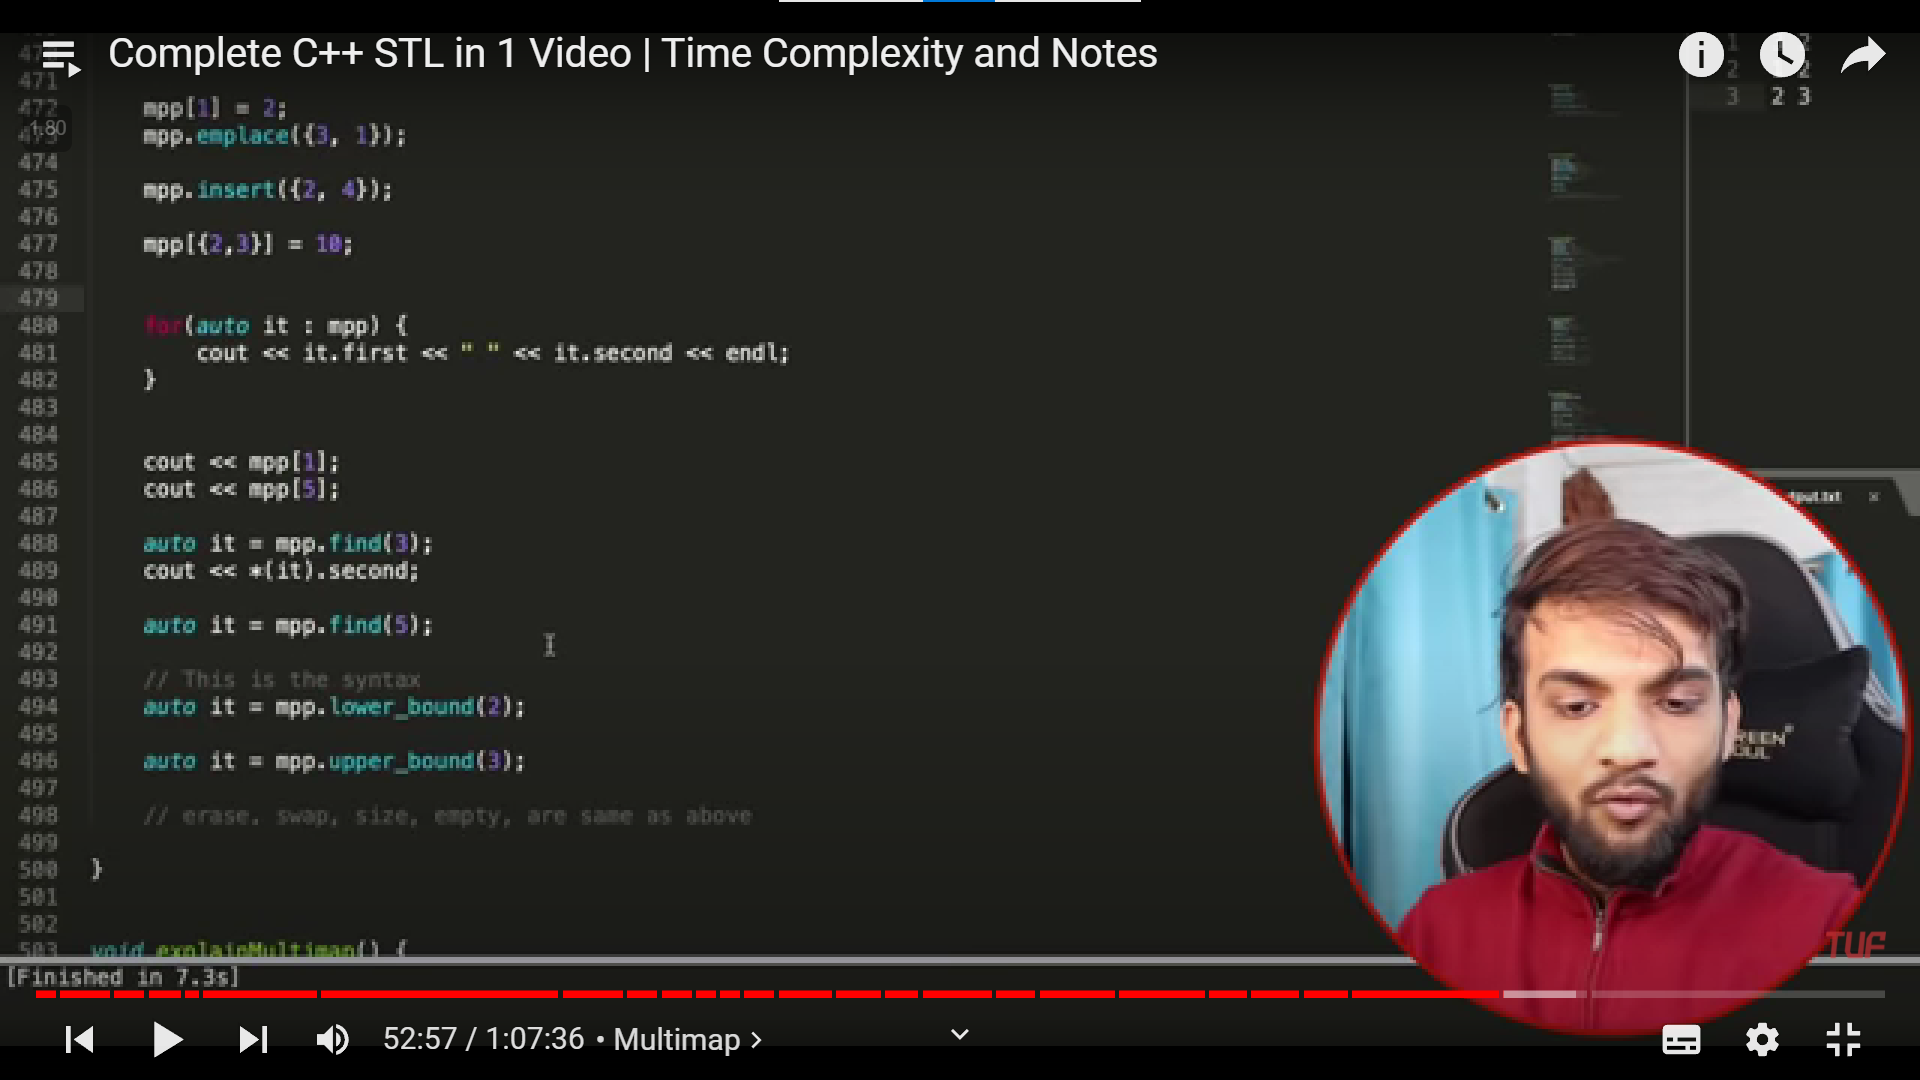 Complete C++ STL in 1 Video | Time Complexity and Notes
471
472 mpp[1] = 2;
1.80
mpp.emplace({3, 1});
474
475 mpp.insert({2, 4});
476
477 mpp[{2,3}] = 10;
478
479
480 for(auto it : mpp) {
481 cout << it.first << " " << it.second << endl;
482 }
483
484
485 cout << mpp[1];
486 cout << mpp[5];
487
488 auto it = mpp.find(3);
489 cout << *(it).second;
490
491 auto it = mpp.find(5);
492
493 // This is the syntax
494 auto it = mpp.lower_bound(2);
495
496 auto it = mpp.upper_bound(3);
497
498 // erase, swap, size, empty, are same as above
499
500 }
501
502
503 void explainMultimap() {
[Finished in 7.3s]
1
2 2
3 2 3
REEN
TUF
52:57 / 1:07:36 • Multimap >